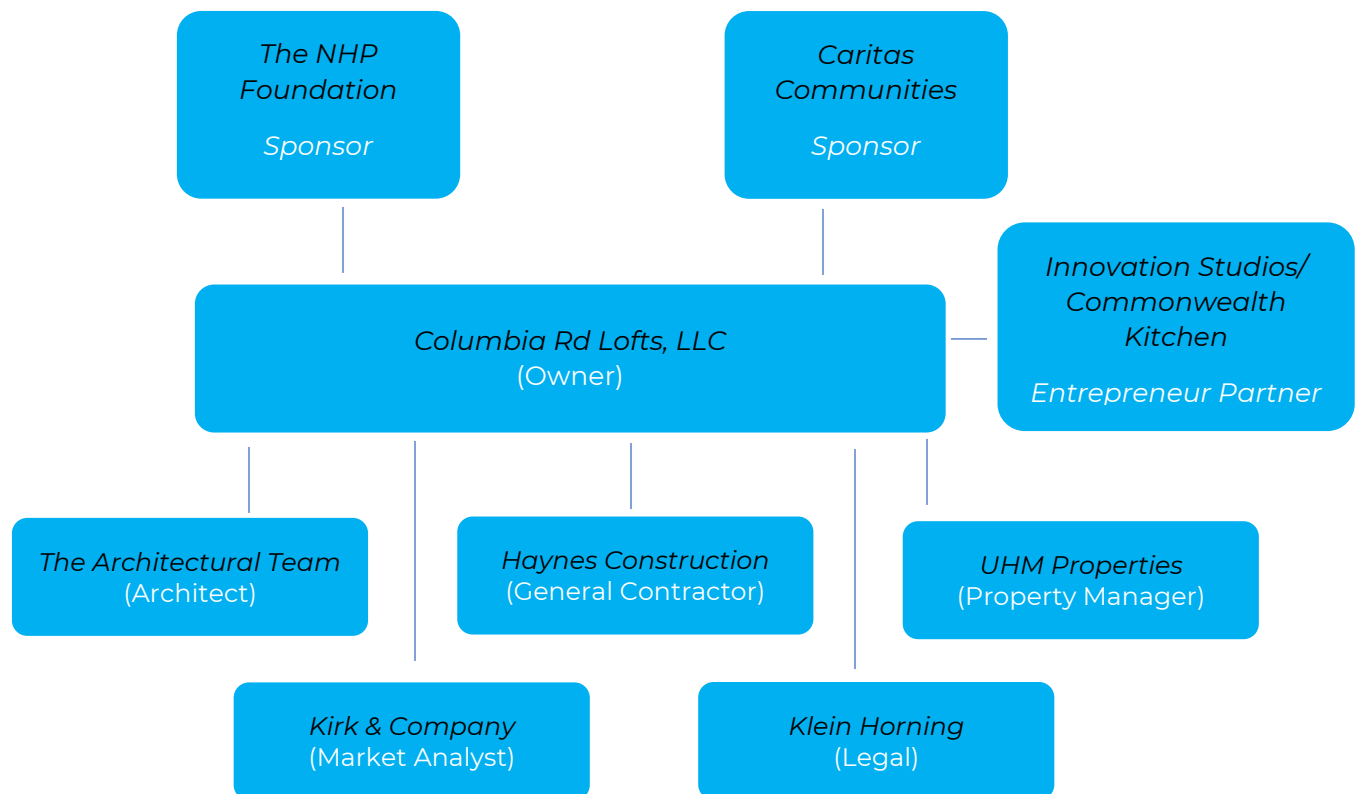 The NHP
Foundation
Sponsor
Caritas
Communities
Sponsor
Innovation Studios/
Commonwealth
Kitchen
Entrepreneur Partner
Columbia Rd Lofts, LLC
(Owner)
The Architectural Team
(Architect)
Haynes Construction
(General Contractor)
UHM Properties
(Property Manager)
Kirk & Company
(Market Analyst)
Klein Horning
(Legal)